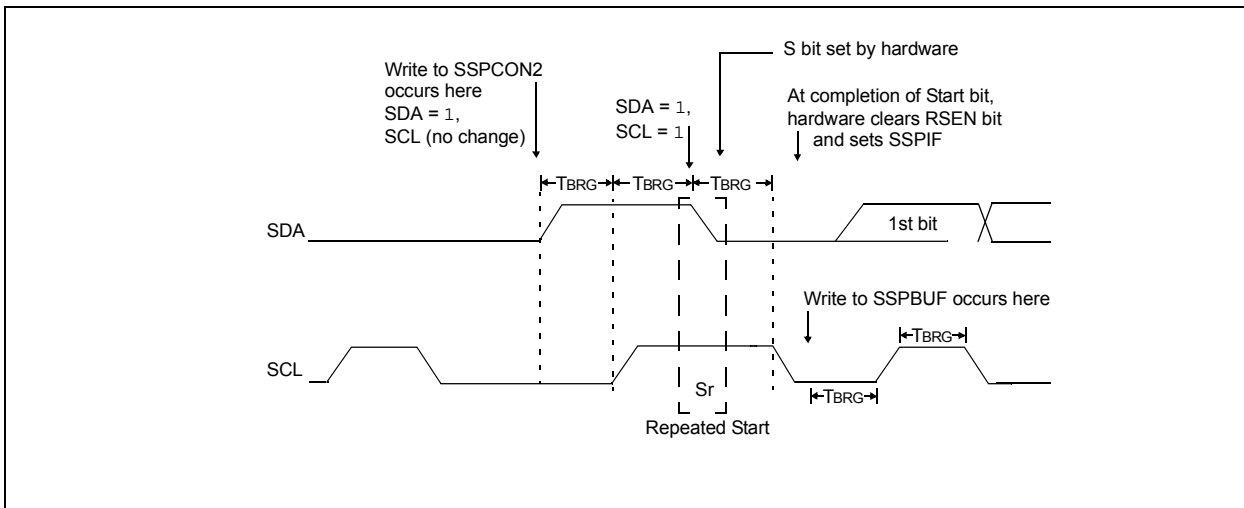 S bit set by hardware
Write to SSPCON2
occurs here
SDA = 1,
SCL (no change)
SDA = 1,
SCL = 1
At completion of Start bit,
hardware clears RSEN bit
and sets SSPIF
TBRG TBRG TBRG
SDA
1st bit
Write to SSPBUF occurs here
TBRG
SCL
Sr
TBRG
Repeated Start